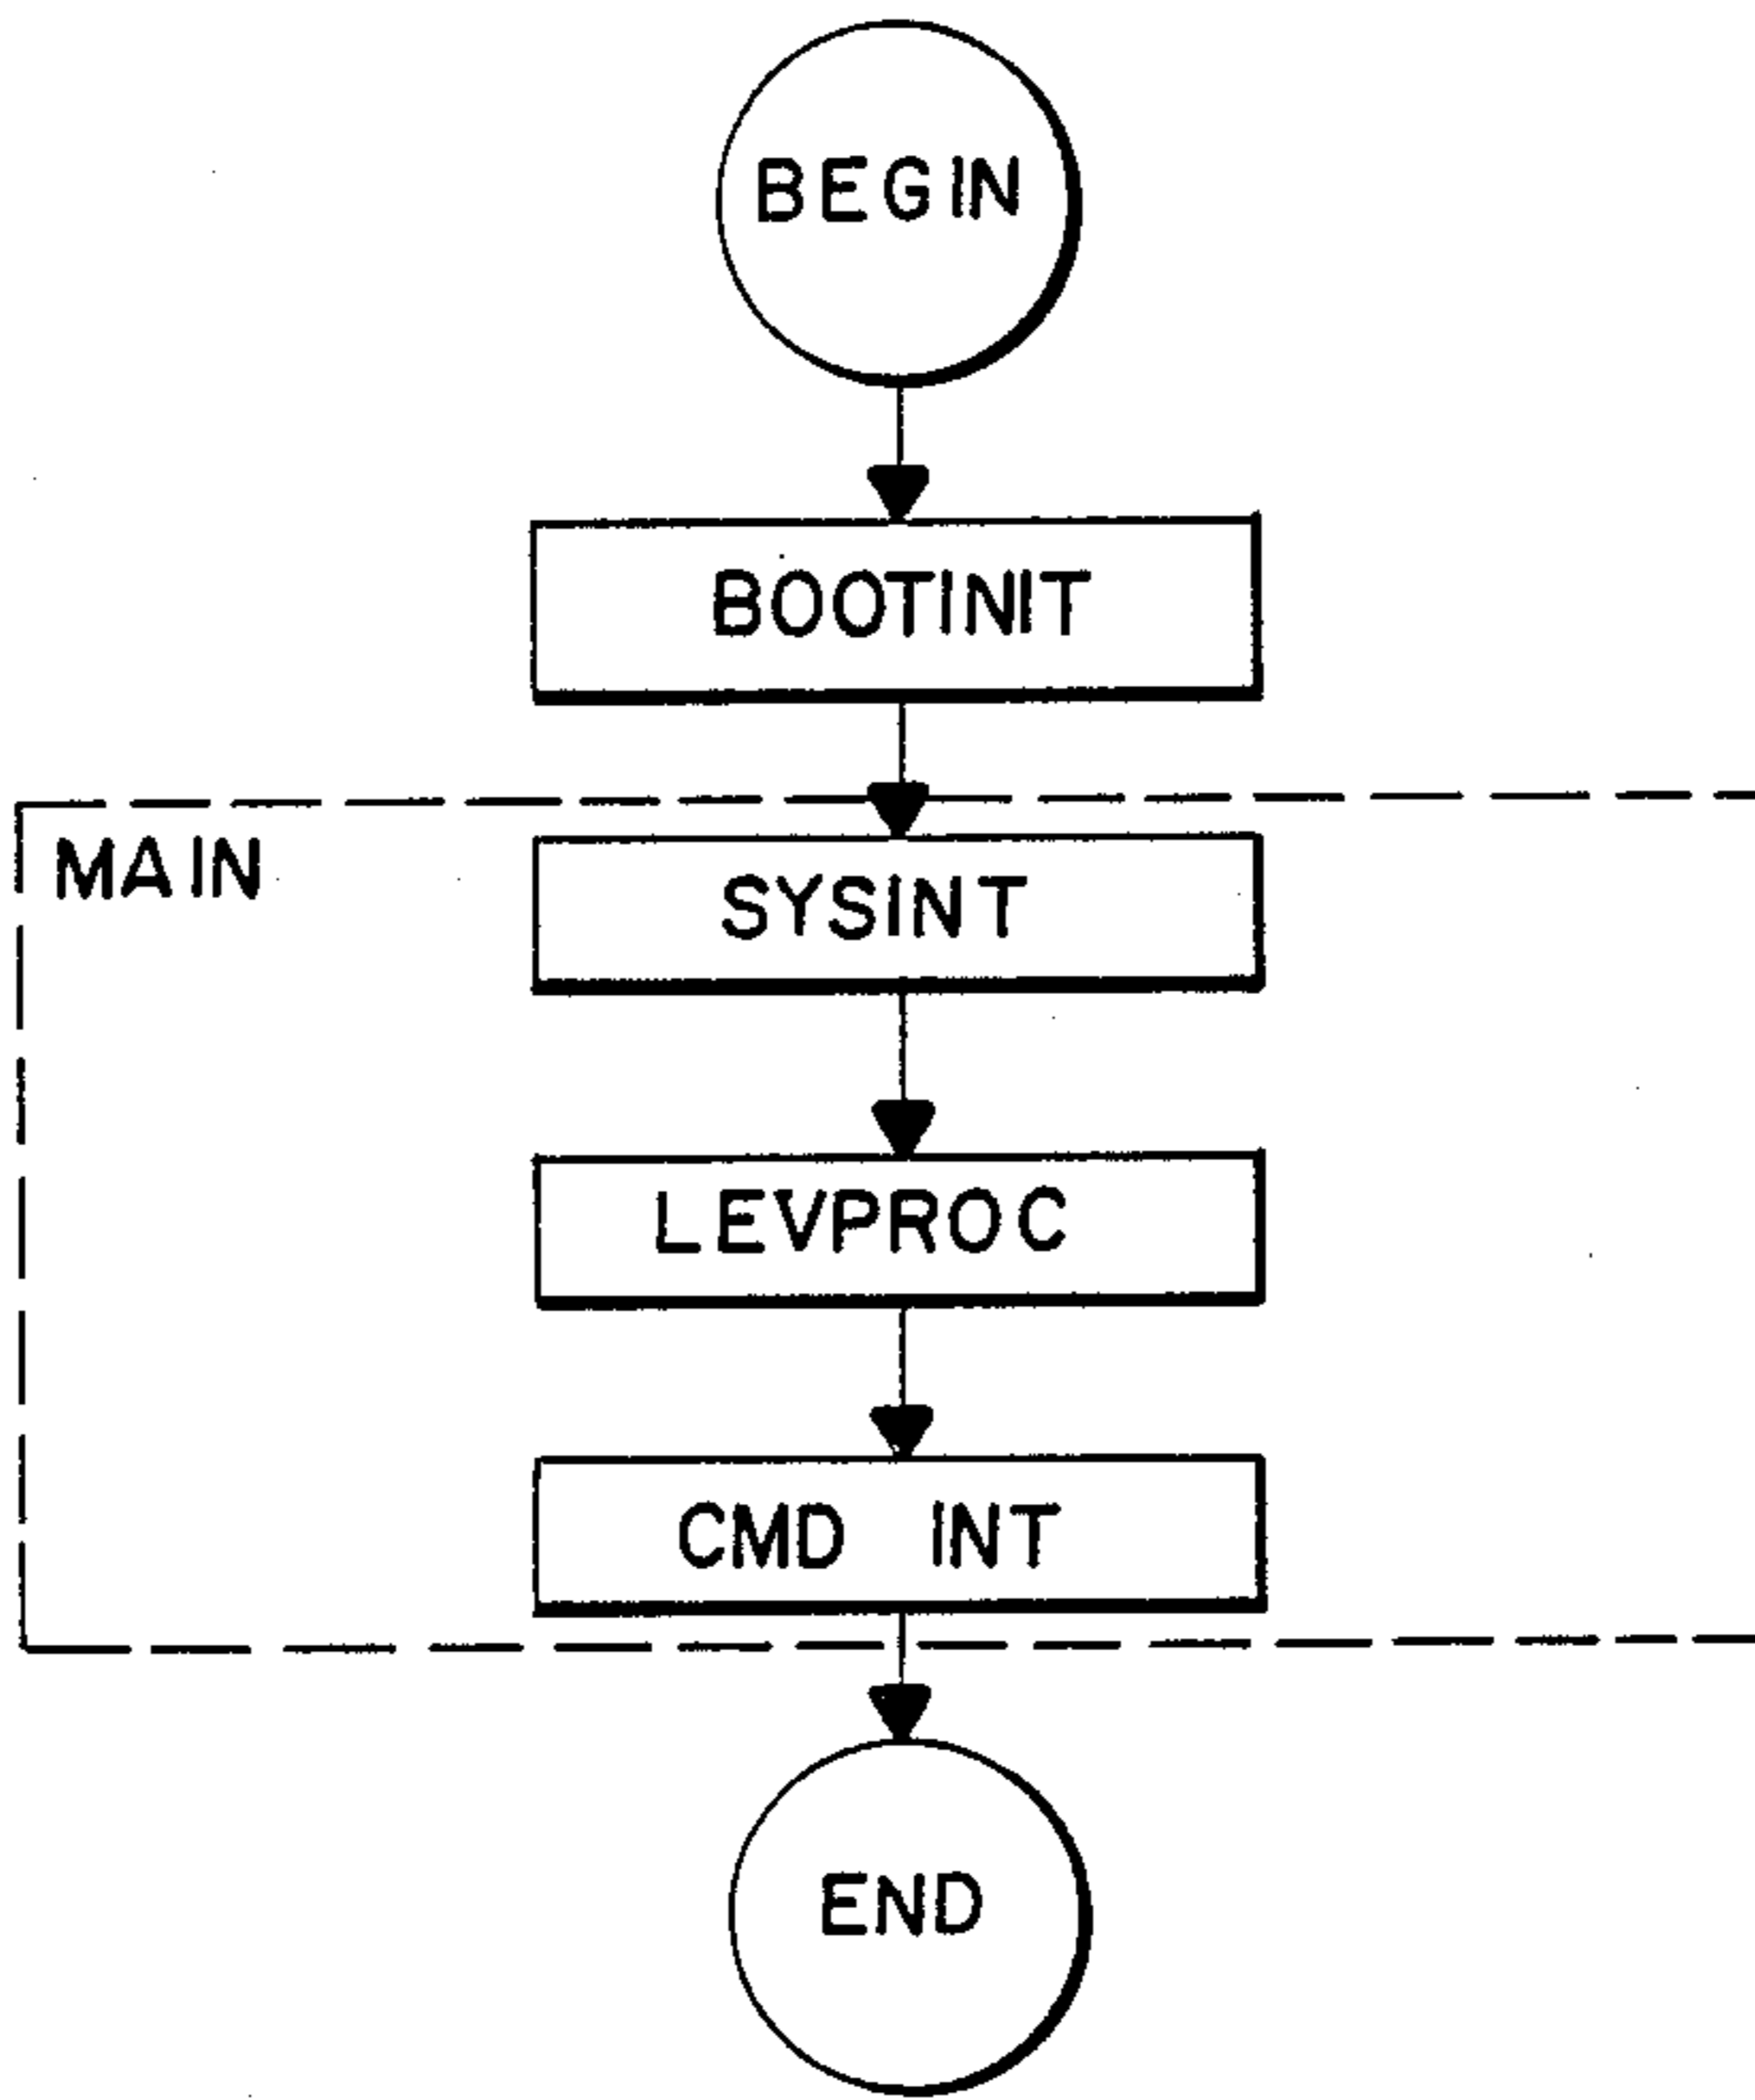 BEGIN
BOOTINIT
MAIN
SYSINT
LEVPROC
CMD INT
END